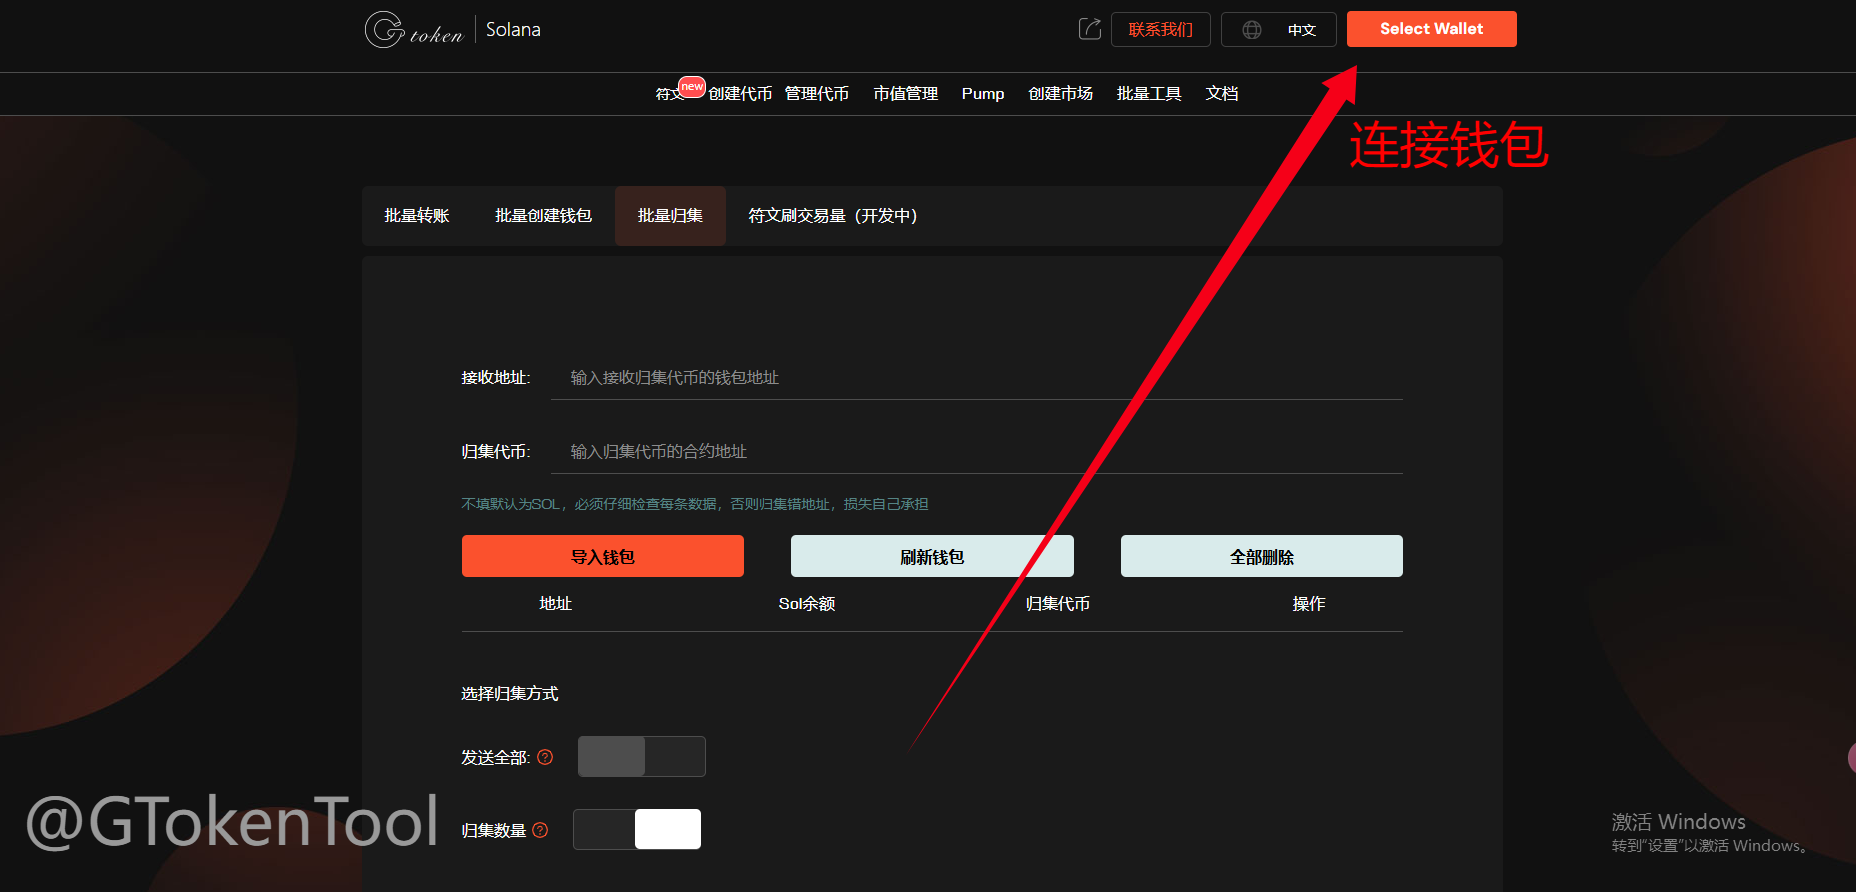 Gtoken | Solana
联系我们
中文
Select Wallet
符文 new 创建代币 管理代币 市值管理 Pump 创建市场 批量工具 文档
连接钱包
批量转账 批量创建钱包 批量归集 符文刷交易量（开发中）
接收地址: 输入接收归集代币的钱包地址
归集代币: 输入归集代币的合约地址
不填默认为SOL，必须仔细检查每条数据，否则归集错地址，损失自己承担
导入钱包 刷新钱包 全部删除
地址 Sol余额 归集代币 操作
选择归集方式
发送全部: ?
归集数量 ?
@GTokenTool
激活 Windows
转到“设置”以激活 Windows。